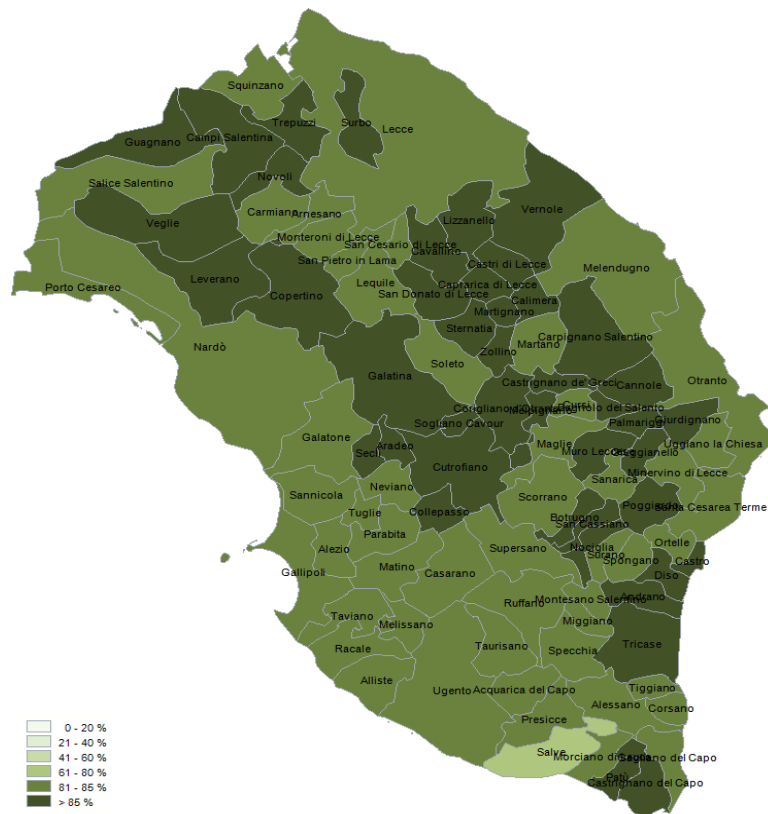 Squinzano
Trepuzzi
Surbo
Lecce
Guagnano
Campi Salentina
Novoli
Salice Salentino
Carmiano
Arnesano
Vernole
Lizzanello
Veglie
Monteroni di Lecce
San Cesario di Lecce
Cavallino
Castri di Lecce
San Pietro in Lama
Melendugno
Leverano
Lequile
Caprarica di Lecce
Porto Cesareo
Copertino
San Donato di Lecce
Calimera
Martignano
Sternatia
Carpignano Salentino
Nardò
Martano
Zollino
Soleto
Galatina
Castrignano de' Greci
Cannole
Otranto
Cursi
Melpignano
Sogliano Cavour
Palmariggi
Giurdignano
Galatone
Aradeo
Maglie
Uggiano la Chiesa
Seclì
Muro Leccese
Cutrofiano
Minervino di Lecce
Sanarica
Neviano
Sannicola
Scorrano
Poggiardo
Santa Cesarea Terme
Tuglie
Collepasso
Botrugno
San Cassiano
Parabita
Alezio
Supersano
Nociglia
Surano
Ortelle
Spongano
Castro
Gallipoli
Matino
Casarano
Diso
Andrano
Ruffano
Montesano Salentino
Taviano
Melissano
Miggiano
Racale
Taurisano
Specchia
Tricase
Alliste
Ugento
Acquarica del Capo
Tiggiano
Alessano
Corsano
Presicce
Salve
Morciano di Leuca
Gagliano del Capo
Patù
Castrignano del Capo
0 - 20 %
21 - 40 %
41 - 60 %
61 - 80 %
81 - 85 %
> 85 %